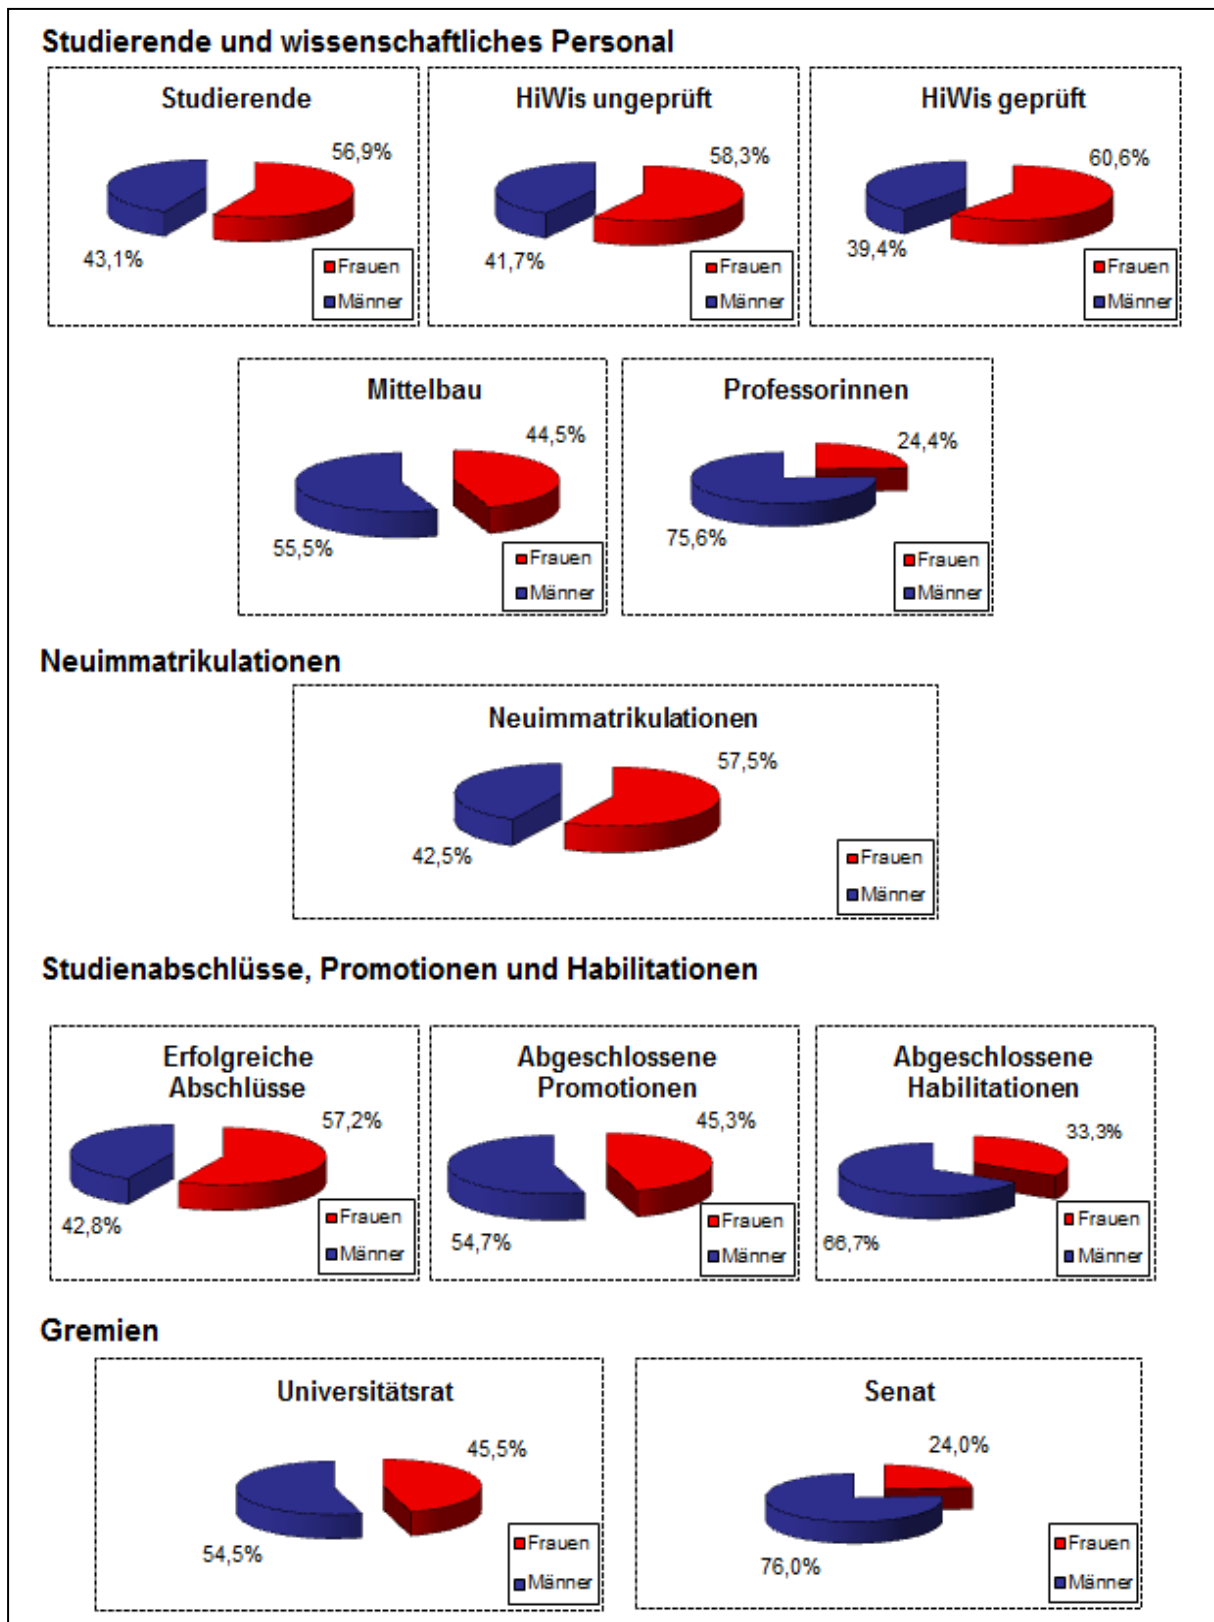 Studierende und wissenschaftliches Personal
Studierende
56,9%
43,1%
Frauen
Männer
HiWis ungeprüft
58,3%
41,7%
Frauen
Männer
HiWis geprüft
60,6%
39,4%
Frauen
Männer
Mittelbau
44,5%
55,5%
Frauen
Männer
Professorinnen
24,4%
75,6%
Frauen
Männer
Neuimmatrikulationen
Neuimmatrikulationen
57,5%
42,5%
Frauen
Männer
Studienabschlüsse, Promotionen und Habilitationen
Erfolgreiche
Abschlüsse
57,2%
42,8%
Frauen
Männer
Abgeschlossene
Promotionen
45,3%
54,7%
Frauen
Männer
Abgeschlossene
Habilitationen
33,3%
66,7%
Frauen
Männer
Gremien
Universitätsrat
45,5%
54,5%
Frauen
Männer
Senat
24,0%
76,0%
Frauen
Männer